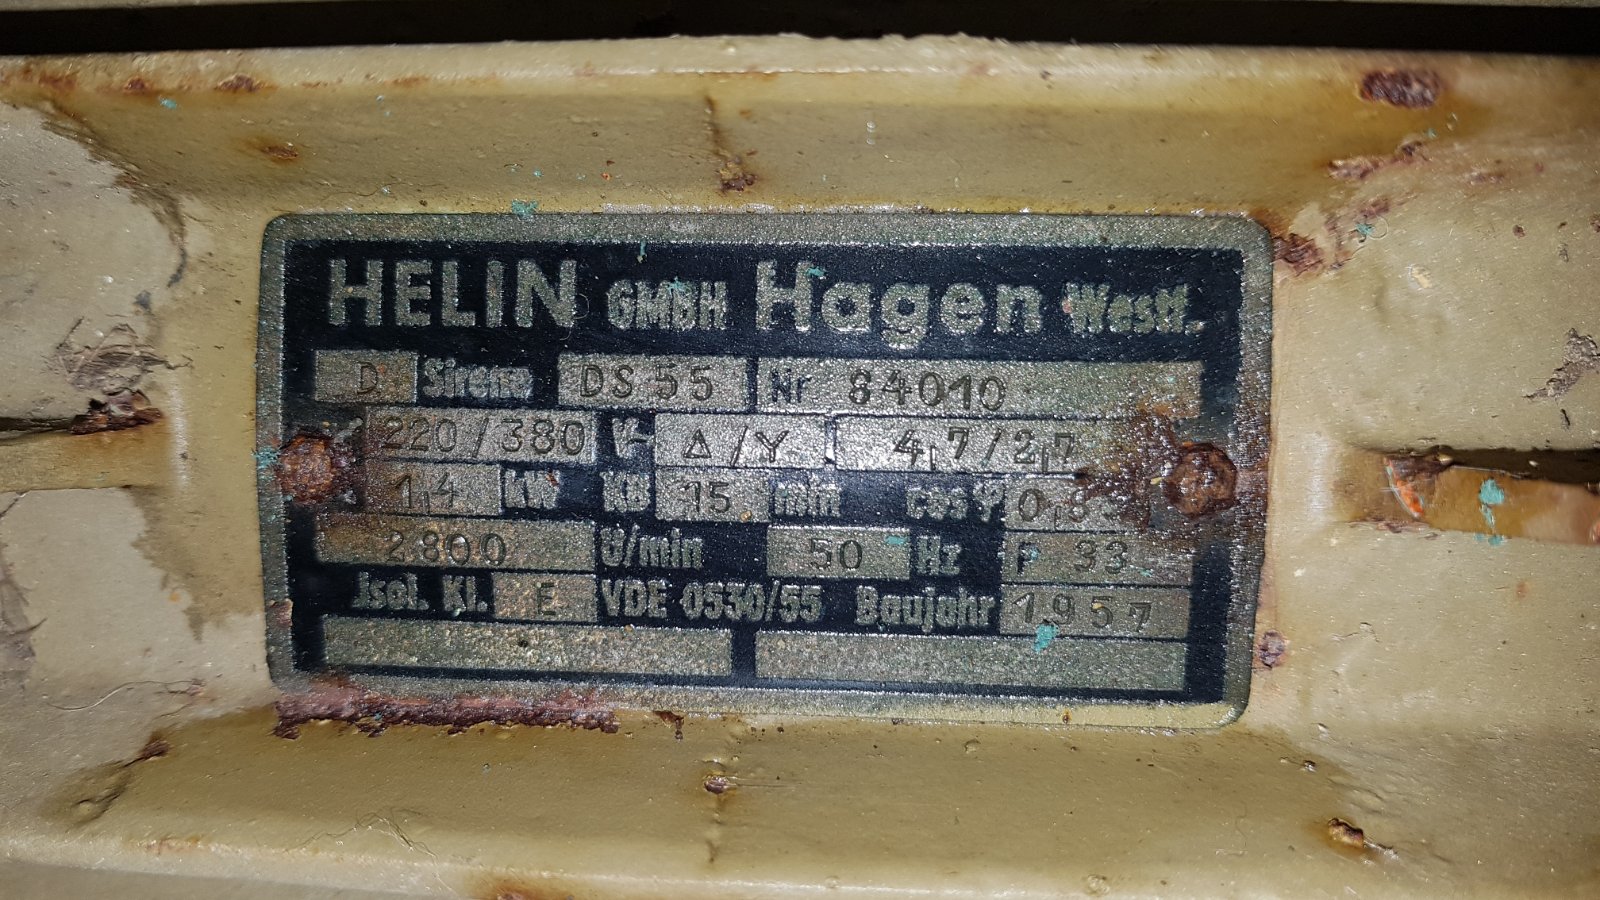 HELIN GMBH Hagen Westf.
D Sirene DS 55 Nr 84010
220/380 V~ Δ/Y 4,7/2,7
1,4 kW KB 15 min cos φ
2800 U/min 50 Hz P 33
Jsol. Kl. E VDE 0530/55 Baujahr 1957